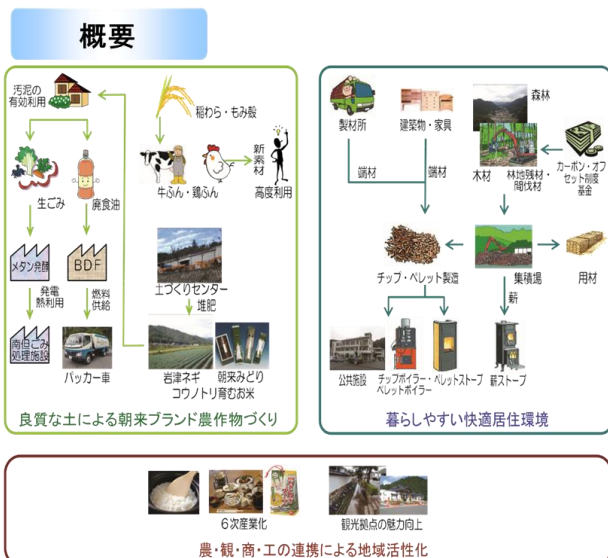 概要
汚泥の
有効利用
稲わら・もみ殻
生ごみ
廃食油
牛ふん・鶏ふん
新素材
高度利用
メタン発酵
BDF
発電
熱利用
燃料
供給
土づくりセンター
堆肥
南但ごみ
処理施設
パッカー車
岩津ネギ
朝来みどり
コウノトリ育むお米
良質な土による朝来ブランド農作物づくり
製材所
建築物・家具
森林
木材
林地残材・
間伐材
カーボン・オフ
セット制度
基金
端材
端材
チップ・ペレット製造
集積場
用材
薪
公共施設
チップボイラー・
ペレットボイラー
ペレットストーブ
薪ストーブ
暮らしやすい快適居住環境
6次産業化
観光拠点の魅力向上
農・観・商・工の連携による地域活性化